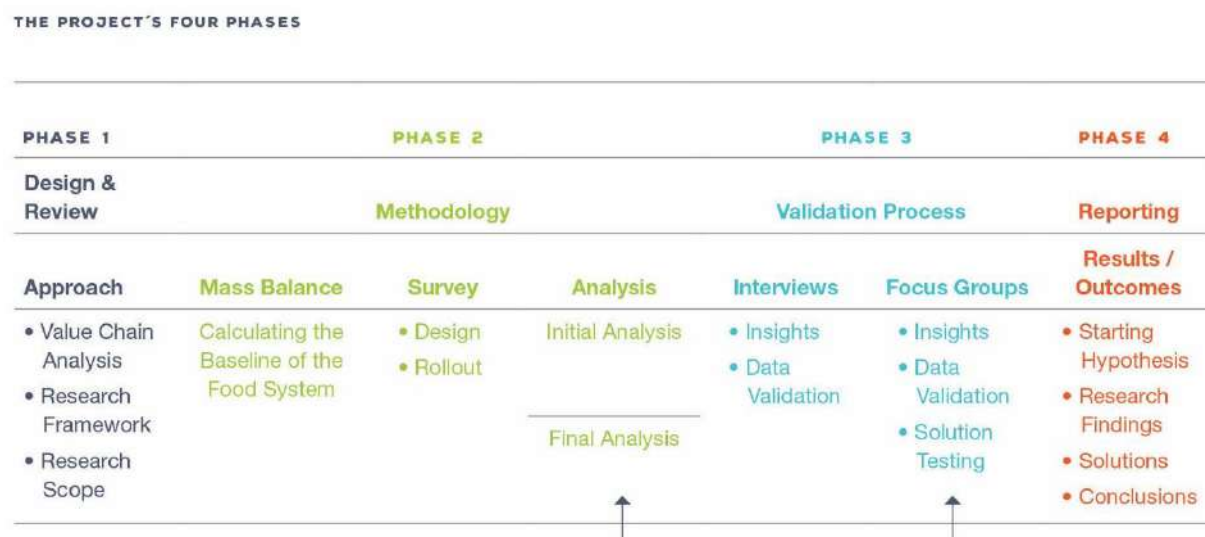 THE PROJECT´S FOUR PHASES
PHASE 1
PHASE 2
PHASE 3
PHASE 4
Design &
Review
Methodology
Validation Process
Reporting
Approach
Mass Balance
Survey
Analysis
Interviews
Focus Groups
Results /
Outcomes
• Value Chain
Analysis
• Research
Framework
• Research
Scope
Calculating the
Baseline of the
Food System
• Design
• Rollout
Initial Analysis
Final Analysis
• Insights
• Data
Validation
• Insights
• Data
Validation
• Solution
Testing
• Starting
Hypothesis
• Research
Findings
• Solutions
• Conclusions